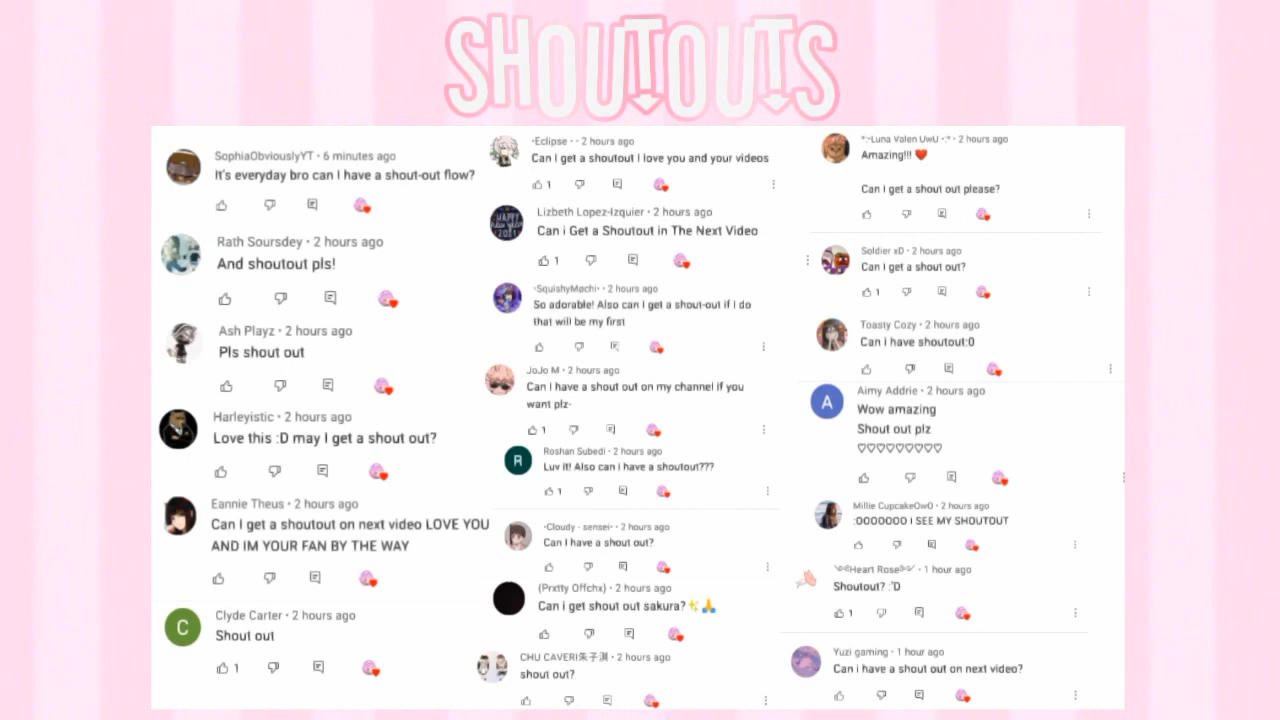 SHOUTOUTS
SophiaObviouslyYT · 6 minutes ago
It's everyday bro can I have a shout-out flow?
Rath Soursdey · 2 hours ago
And shoutout pls!
Ash Playz · 2 hours ago
Pls shout out
Harleyistic · 2 hours ago
Love this :D may I get a shout out?
Eannie Theus · 2 hours ago
Can I get a shoutout on next video LOVE YOU
AND IM YOUR FAN BY THE WAY
C
Clyde Carter · 2 hours ago
Shout out
1
·Eclipse · · 2 hours ago
Can I get a shoutout I love you and your videos
1
HAPPY
2021
Lizbeth Lopez-Izquier · 2 hours ago
Can i Get a Shoutout in The Next Video
1
·SquishyMøchi· · 2 hours ago
So adorable! Also can I get a shout-out if I do
that will be my first
JoJo M · 2 hours ago
Can I have a shout out on my channel if you
want plz-
1
R
Roshan Subedi · 2 hours ago
Luv it! Also can i have a shoutout???
1
·Cloudy - sensei· · 2 hours ago
Can I have a shout out?
(Prxtty Offchx) · 2 hours ago
Can i get shout out sakura?✨🙏
CHU CAVERI朱子淇 · 2 hours ago
shout out?
*·˚Luna Valen UwU ·˚* · 2 hours ago
Amazing!!! ❤️
Can I get a shout out please?
Soldier xD · 2 hours ago
Can I get a shout out?
1
Toasty Cozy · 2 hours ago
Can i have shoutout:0
A
Aimy Addrie · 2 hours ago
Wow amazing
Shout out plz
♡♡♡♡♡♡♡♡♡
Millie CupcakeOwO · 2 hours ago
:OOOOOOO I SEE MY SHOUTOUT
༺Heart Rose༻ · 1 hour ago
Shoutout? :'D
1
Yuzi gaming · 1 hour ago
Can i have a shout out on next video?